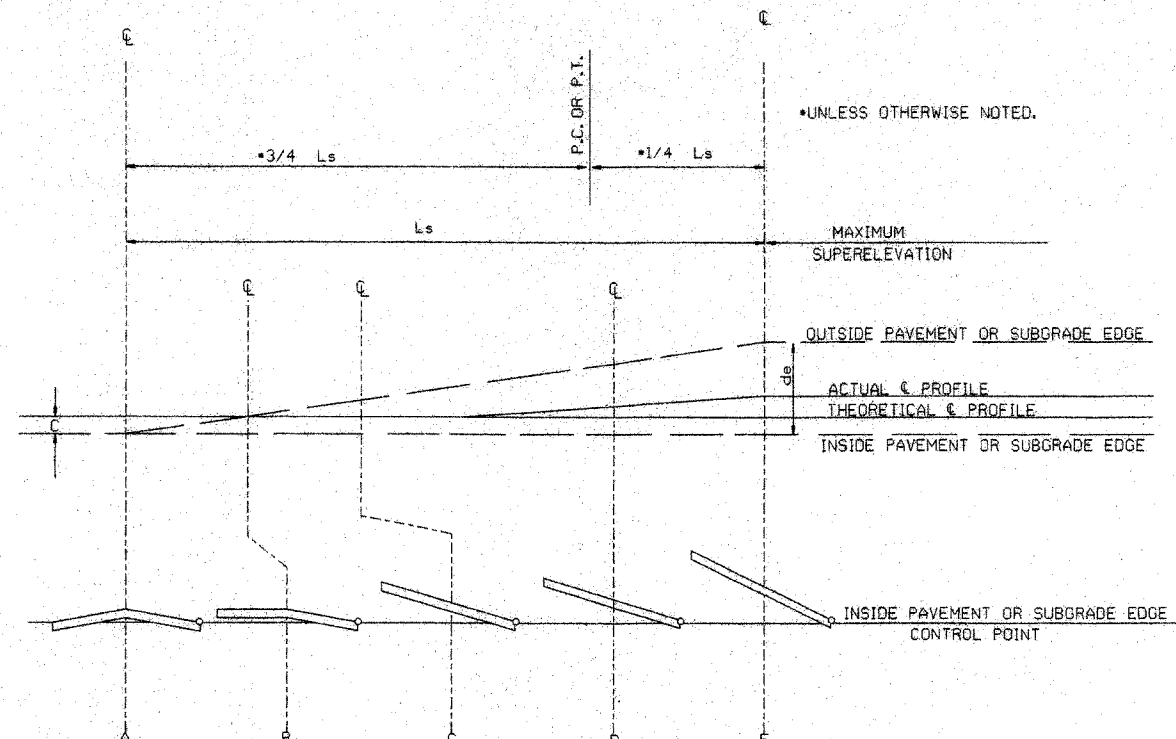 ℄
℄
P.C. OR P.T.
*UNLESS OTHERWISE NOTED.
*3/4 Ls
*1/4 Ls
Ls
MAXIMUM
SUPERELEVATION
℄
℄
℄
OUTSIDE PAVEMENT OR SUBGRADE EDGE
de
ACTUAL ℄ PROFILE
THEORETICAL ℄ PROFILE
C
INSIDE PAVEMENT OR SUBGRADE EDGE
INSIDE PAVEMENT OR SUBGRADE EDGE
CONTROL POINT